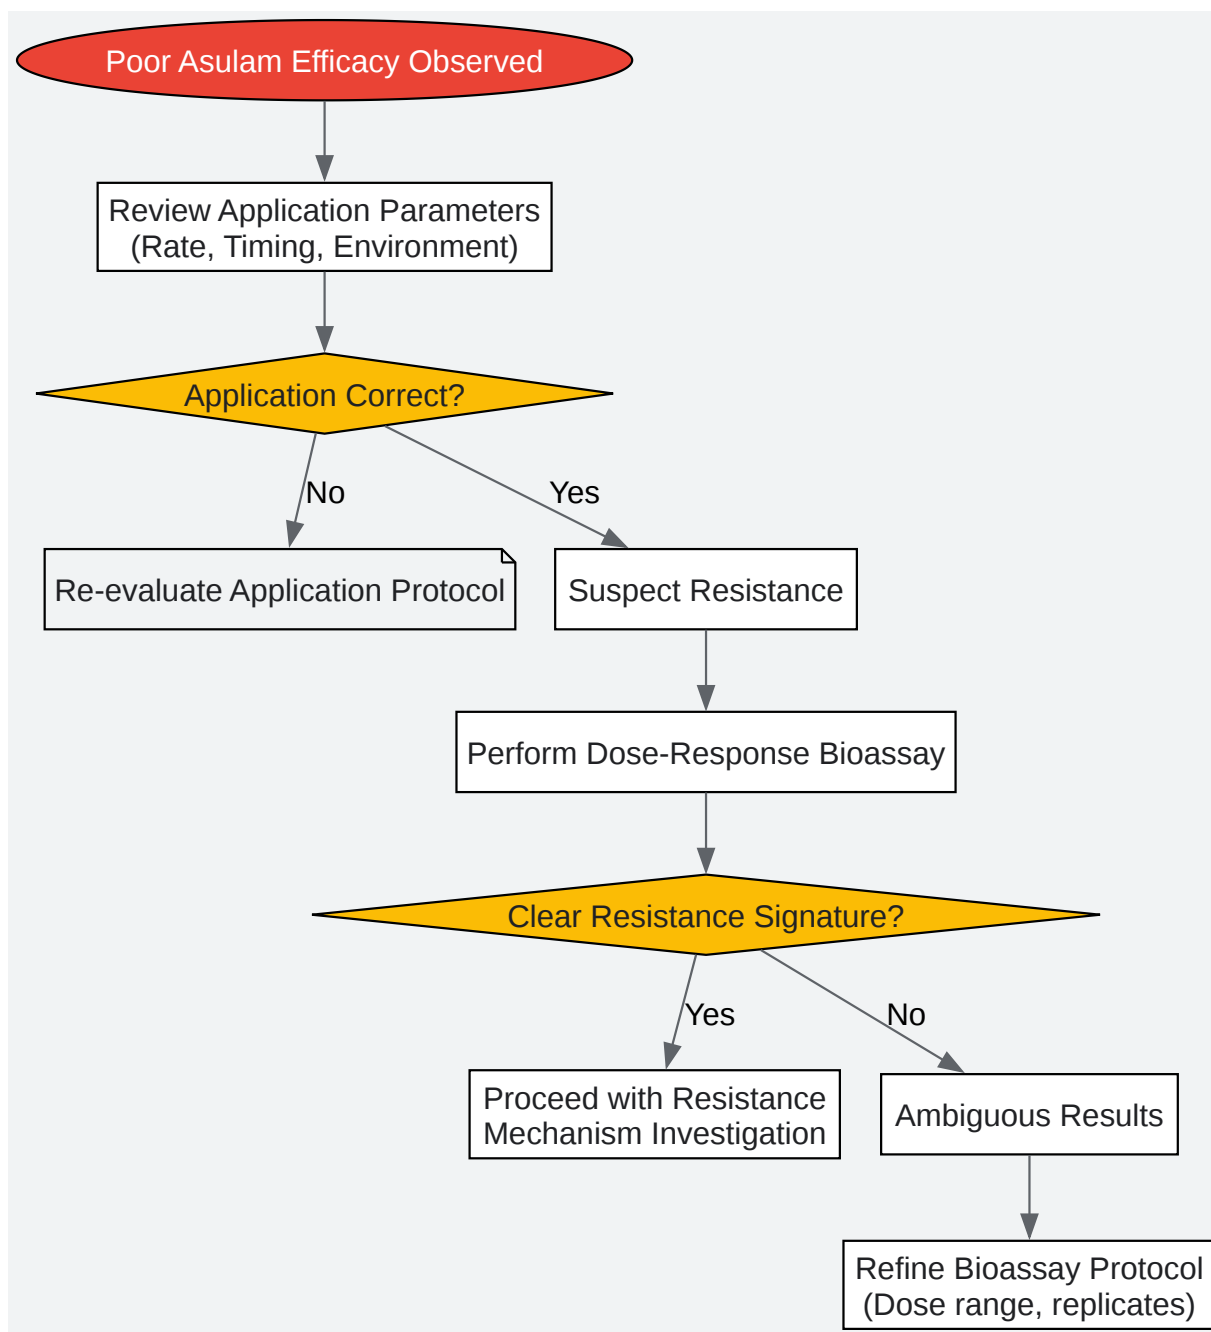 Poor Asulam Efficacy Observed
Review Application Parameters
(Rate, Timing, Environment)
Application Correct?
No
Yes
Re-evaluate Application Protocol
Suspect Resistance
Perform Dose-Response Bioassay
Clear Resistance Signature?
Yes
No
Proceed with Resistance
Mechanism Investigation
Ambiguous Results
Refine Bioassay Protocol
(Dose range, replicates)